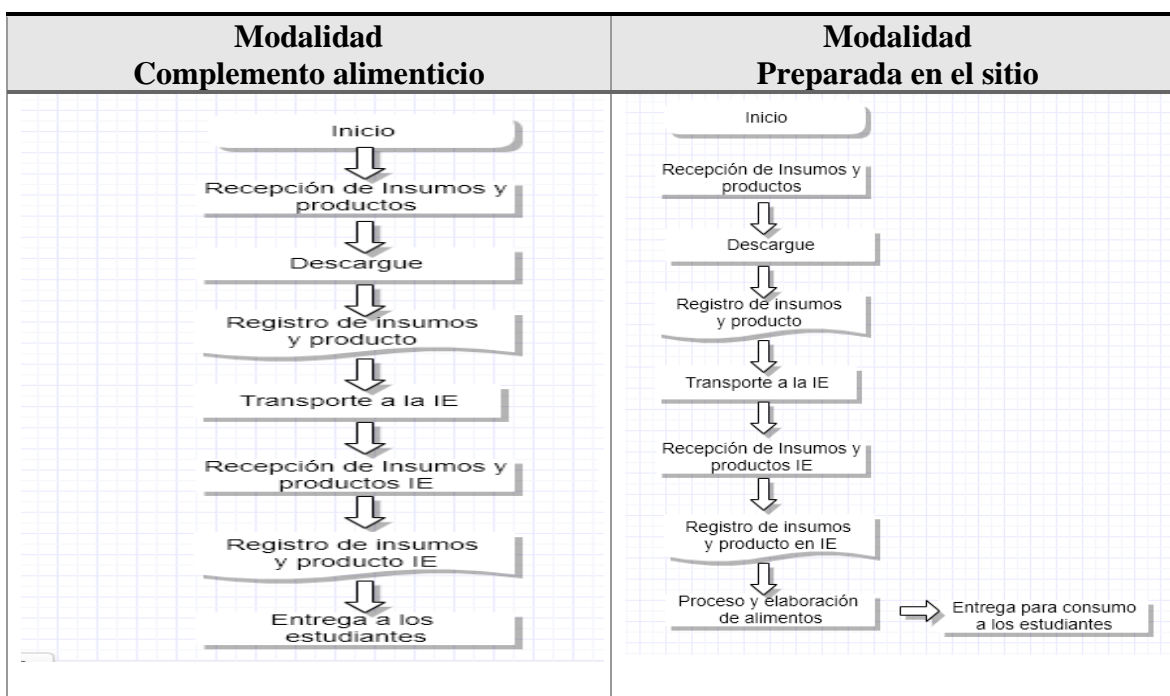 Modalidad
Complemento alimenticio
Inicio
Recepción de Insumos y
productos
Descargue
Registro de insumos
y producto
Transporte a la IE
Recepción de Insumos y
productos IE
Registro de insumos
y producto IE
Entrega a los
estudiantes
Modalidad
Preparada en el sitio
Inicio
Recepción de Insumos y
productos
Descargue
Registro de insumos
y producto
Transporte a la IE
Recepción de Insumos y
productos IE
Registro de insumos
y producto en IE
Proceso y elaboración
de alimentos
Entrega para consumo
a los estudiantes